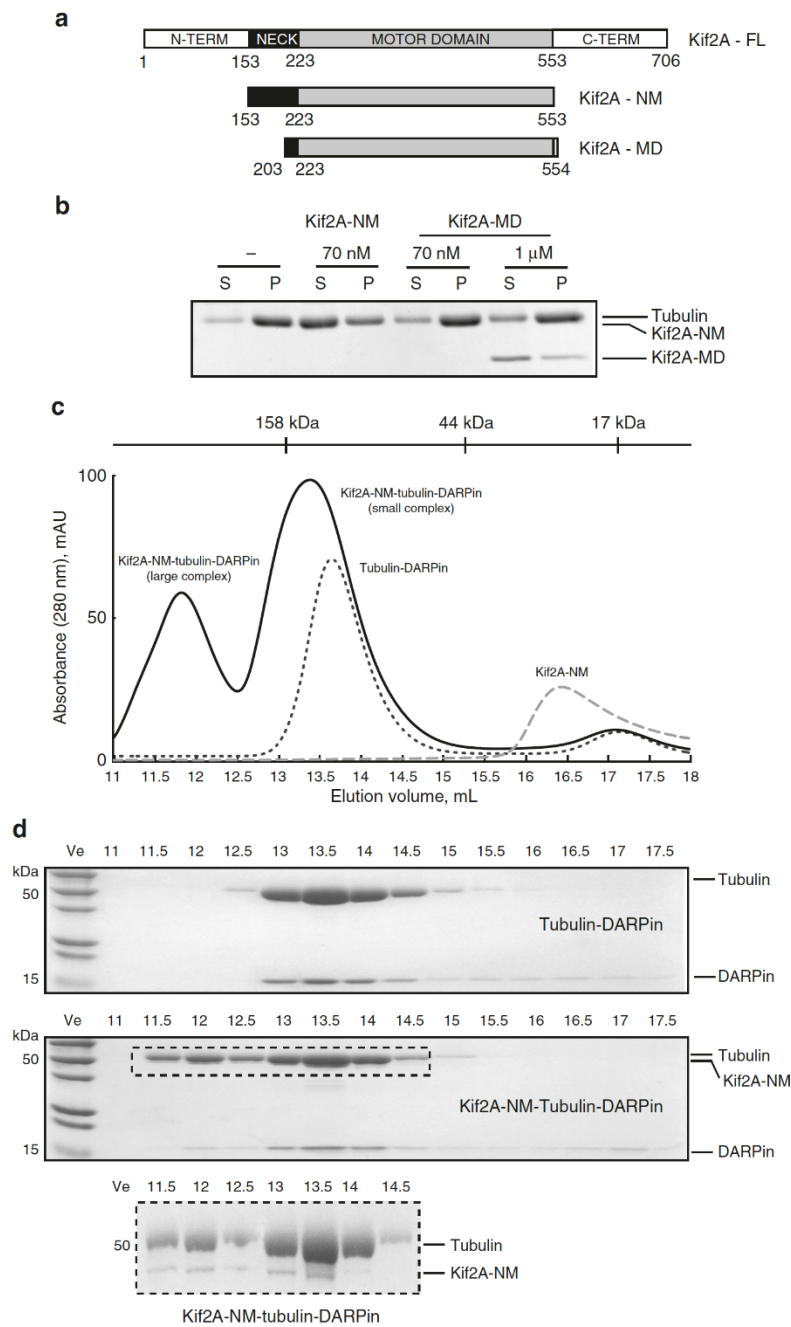 a
N-TERM NECK MOTOR DOMAIN C-TERM Kif2A - FL
1 153 223 553 706
Kif2A - NM
153 223 553
Kif2A - MD
203 223 554
b
Kif2A-NM Kif2A-MD
– 70 nM 70 nM 1 μM
S P S P S P S P
Tubulin
Kif2A-NM
Kif2A-MD
c
158 kDa 44 kDa 17 kDa
100
Kif2A-NM-tubulin-DARPin
(small complex)
Kif2A-NM-tubulin-DARPin
(large complex)
Tubulin-DARPin
50
Kif2A-NM
0
Absorbance (280 nm), mAU
11 11.5 12 12.5 13 13.5 14 14.5 15 15.5 16 16.5 17 17.5 18
Elution volume, mL
d
Ve 11 11.5 12 12.5 13 13.5 14 14.5 15 15.5 16 16.5 17 17.5
kDa
Tubulin
50
Tubulin-DARPin
15 DARPin
Ve 11 11.5 12 12.5 13 13.5 14 14.5 15 15.5 16 16.5 17 17.5
kDa
50 Tubulin
Kif2A-NM
Kif2A-NM-Tubulin-DARPin
15 DARPin
Ve 11.5 12 12.5 13 13.5 14 14.5
50 Tubulin
Kif2A-NM
Kif2A-NM-tubulin-DARPin